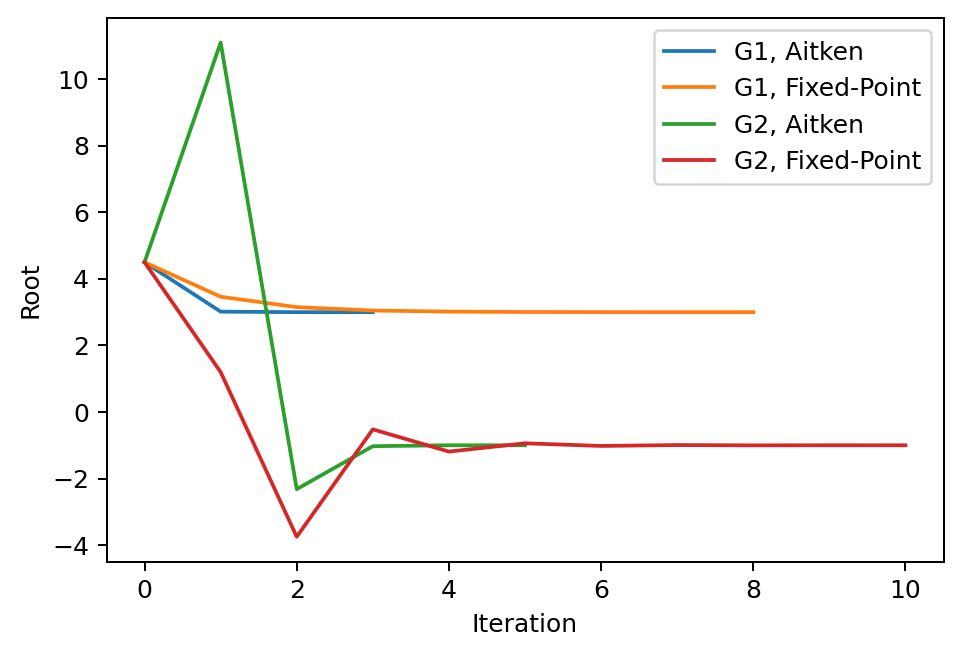 G1, Aitken
G1, Fixed-Point
G2, Aitken
G2, Fixed-Point
10
8
6
4
2
0
−2
−4
Root
0 2 4 6 8 10
Iteration